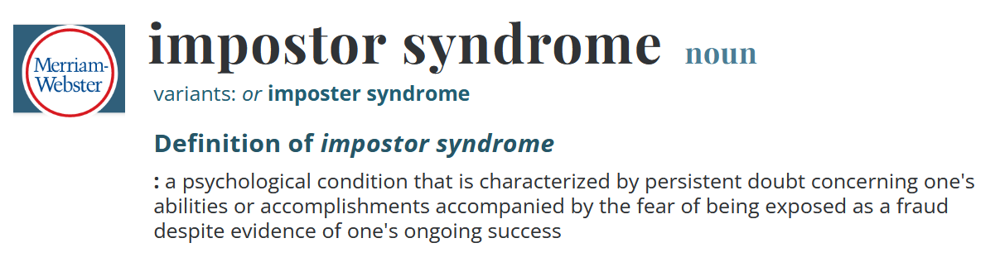 Merriam-
Webster
impostor syndrome noun
variants: or imposter syndrome
Definition of impostor syndrome
: a psychological condition that is characterized by persistent doubt concerning one's
abilities or accomplishments accompanied by the fear of being exposed as a fraud
despite evidence of one's ongoing success